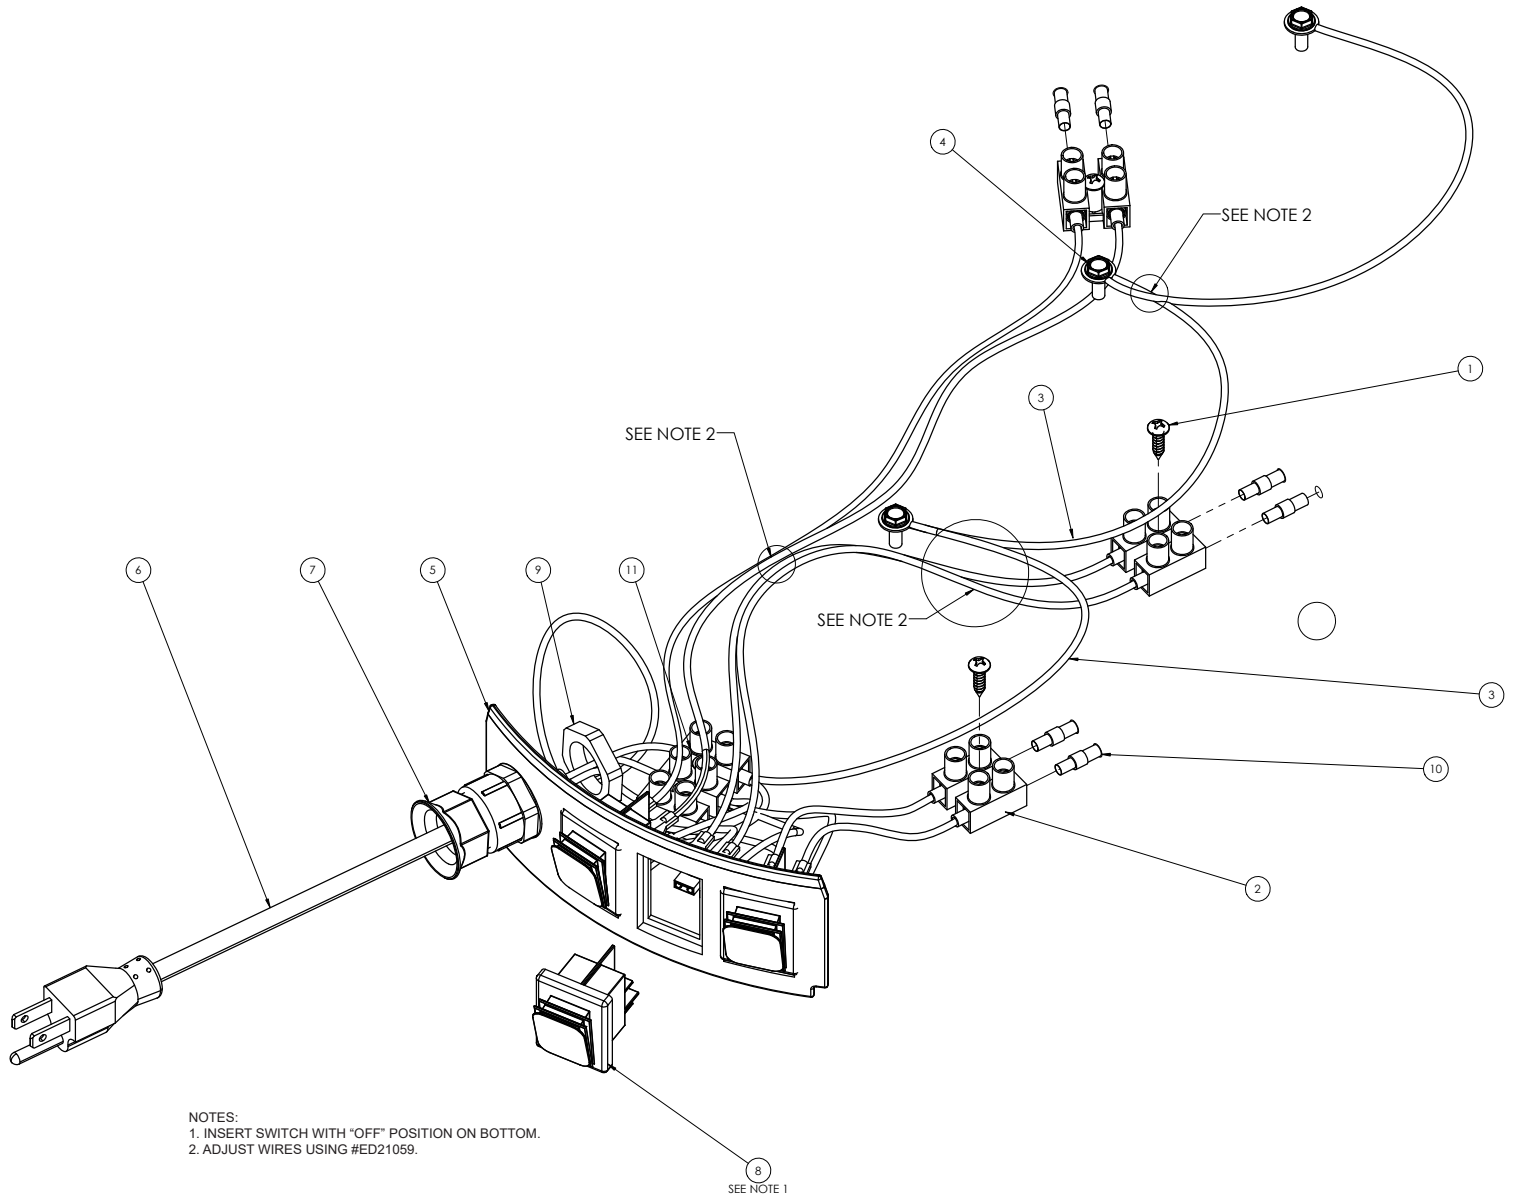 4
SEE NOTE 2
1
3
SEE NOTE 2
6
7
5
9
11
SEE NOTE 2
3
10
2
NOTES:
1. INSERT SWITCH WITH “OFF” POSITION ON BOTTOM.
2. ADJUST WIRES USING #ED21059.
8
SEE NOTE 1